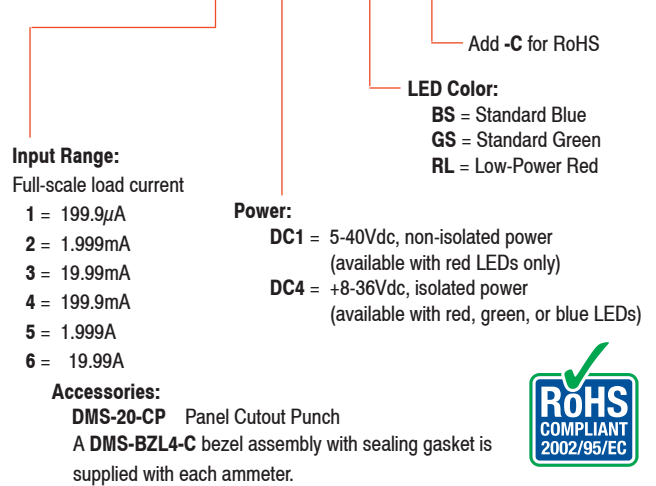 Add -C for RoHS
LED Color:
BS = Standard Blue
GS = Standard Green
RL = Low-Power Red
Input Range:
Full-scale load current
1 = 199.9µA
2 = 1.999mA
3 = 19.99mA
4 = 199.9mA
5 = 1.999A
6 = 19.99A
Power:
DC1 = 5-40Vdc, non-isolated power
(available with red LEDs only)
DC4 = +8-36Vdc, isolated power
(available with red, green, or blue LEDs)
Accessories:
DMS-20-CP Panel Cutout Punch
A DMS-BZL4-C bezel assembly with sealing gasket is
supplied with each ammeter.
RoHS
COMPLIANT
2002/95/EC